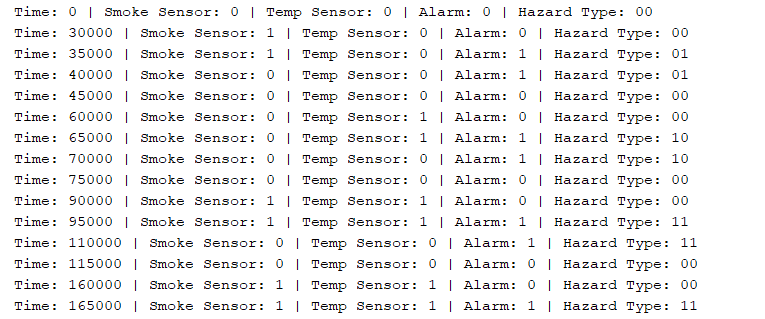 Time: 0 | Smoke Sensor: 0 | Temp Sensor: 0 | Alarm: 0 | Hazard Type: 00
Time: 30000 | Smoke Sensor: 1 | Temp Sensor: 0 | Alarm: 0 | Hazard Type: 00
Time: 35000 | Smoke Sensor: 1 | Temp Sensor: 0 | Alarm: 1 | Hazard Type: 01
Time: 40000 | Smoke Sensor: 0 | Temp Sensor: 0 | Alarm: 1 | Hazard Type: 01
Time: 45000 | Smoke Sensor: 0 | Temp Sensor: 0 | Alarm: 0 | Hazard Type: 00
Time: 60000 | Smoke Sensor: 0 | Temp Sensor: 1 | Alarm: 0 | Hazard Type: 00
Time: 65000 | Smoke Sensor: 0 | Temp Sensor: 1 | Alarm: 1 | Hazard Type: 10
Time: 70000 | Smoke Sensor: 0 | Temp Sensor: 0 | Alarm: 1 | Hazard Type: 10
Time: 75000 | Smoke Sensor: 0 | Temp Sensor: 0 | Alarm: 0 | Hazard Type: 00
Time: 90000 | Smoke Sensor: 1 | Temp Sensor: 1 | Alarm: 0 | Hazard Type: 00
Time: 95000 | Smoke Sensor: 1 | Temp Sensor: 1 | Alarm: 1 | Hazard Type: 11
Time: 110000 | Smoke Sensor: 0 | Temp Sensor: 0 | Alarm: 1 | Hazard Type: 11
Time: 115000 | Smoke Sensor: 0 | Temp Sensor: 0 | Alarm: 0 | Hazard Type: 00
Time: 160000 | Smoke Sensor: 1 | Temp Sensor: 1 | Alarm: 0 | Hazard Type: 00
Time: 165000 | Smoke Sensor: 1 | Temp Sensor: 1 | Alarm: 1 | Hazard Type: 11